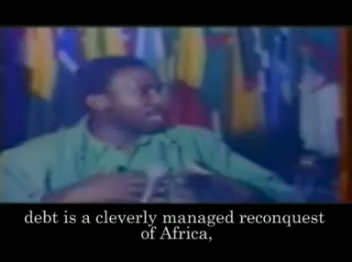 debt is a cleverly managed reconquest
of Africa,